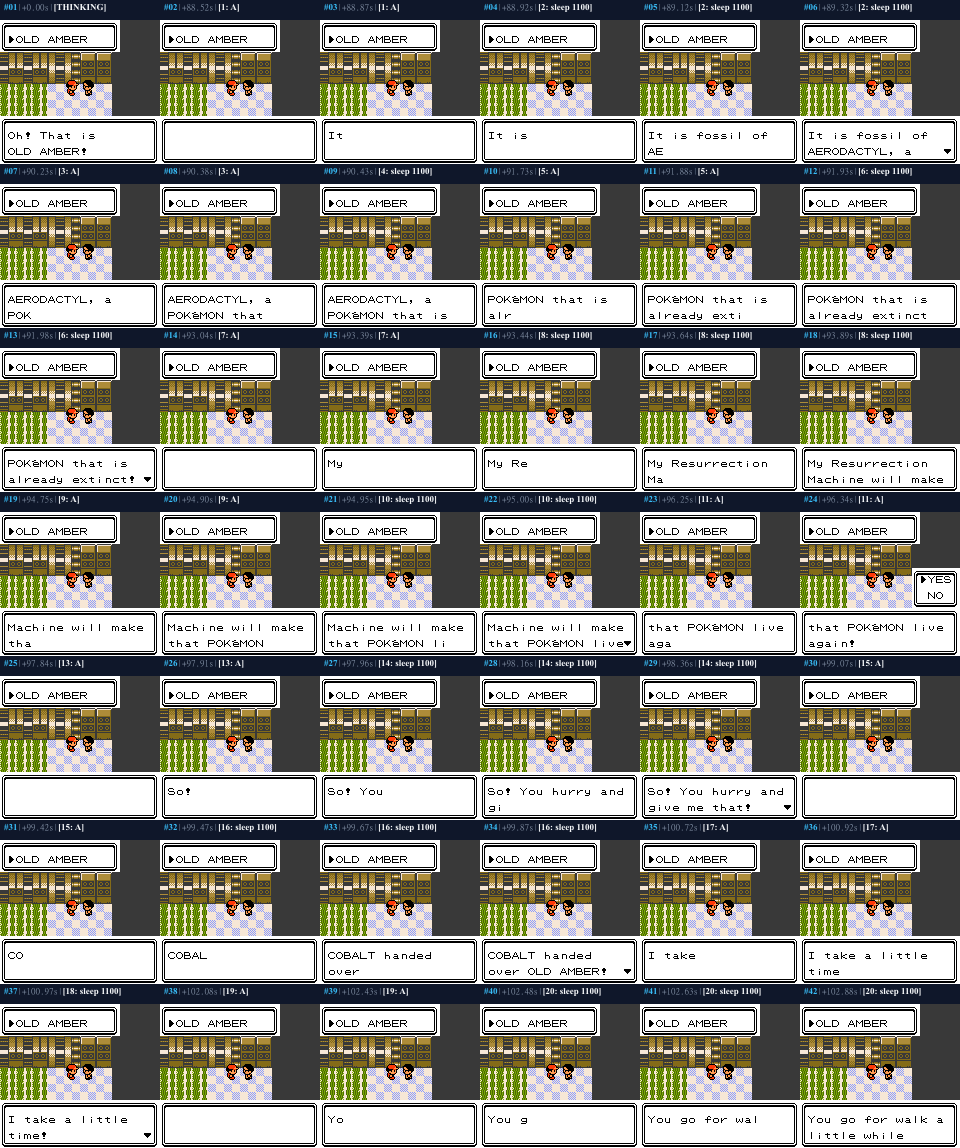 #01|+0.00s|[THINKING] #02|+88.52s|[1: A] #03|+88.87s|[1: A] #04|+88.92s|[2: sleep 1100] #05|+89.12s|[2: sleep 1100] #06|+89.32s|[2: sleep 1100]
▶OLD AMBER ▶OLD AMBER ▶OLD AMBER ▶OLD AMBER ▶OLD AMBER ▶OLD AMBER
Oh! That is It It is It is fossil of It is fossil of
OLD AMBER! AE AERODACTYL, a ▼
#07|+90.23s|[3: A] #08|+90.38s|[3: A] #09|+90.43s|[4: sleep 1100] #10|+91.73s|[5: A] #11|+91.88s|[5: A] #12|+91.93s|[6: sleep 1100]
▶OLD AMBER ▶OLD AMBER ▶OLD AMBER ▶OLD AMBER ▶OLD AMBER ▶OLD AMBER
AERODACTYL, a AERODACTYL, a AERODACTYL, a POKéMON that is POKéMON that is POKéMON that is
POK POKéMON that POKéMON that is alr already exti already extinct
#13|+91.98s|[6: sleep 1100] #14|+93.04s|[7: A] #15|+93.39s|[7: A] #16|+93.44s|[8: sleep 1100] #17|+93.64s|[8: sleep 1100] #18|+93.89s|[8: sleep 1100]
▶OLD AMBER ▶OLD AMBER ▶OLD AMBER ▶OLD AMBER ▶OLD AMBER ▶OLD AMBER
POKéMON that is My My Re My Resurrection My Resurrection
already extinct! ▼ Ma Machine will make
#19|+94.75s|[9: A] #20|+94.90s|[9: A] #21|+94.95s|[10: sleep 1100] #22|+95.00s|[10: sleep 1100] #23|+96.25s|[11: A] #24|+96.34s|[11: A]
▶OLD AMBER ▶OLD AMBER ▶OLD AMBER ▶OLD AMBER ▶OLD AMBER ▶OLD AMBER
▶YES
NO
Machine will make Machine will make Machine will make Machine will make that POKéMON live that POKéMON live
tha that POKéMON that POKéMON li that POKéMON live▼ aga again!
#25|+97.84s|[13: A] #26|+97.91s|[13: A] #27|+97.96s|[14: sleep 1100] #28|+98.16s|[14: sleep 1100] #29|+98.36s|[14: sleep 1100] #30|+99.07s|[15: A]
▶OLD AMBER ▶OLD AMBER ▶OLD AMBER ▶OLD AMBER ▶OLD AMBER ▶OLD AMBER
So! So! You So! You hurry and So! You hurry and
gi give me that! ▼
#31|+99.42s|[15: A] #32|+99.47s|[16: sleep 1100] #33|+99.67s|[16: sleep 1100] #34|+99.87s|[16: sleep 1100] #35|+100.72s|[17: A] #36|+100.92s|[17: A]
▶OLD AMBER ▶OLD AMBER ▶OLD AMBER ▶OLD AMBER ▶OLD AMBER ▶OLD AMBER
CO COBAL COBALT handed COBALT handed I take I take a little
over over OLD AMBER! ▼ time
#37|+100.97s|[18: sleep 1100] #38|+102.08s|[19: A] #39|+102.43s|[19: A] #40|+102.48s|[20: sleep 1100] #41|+102.63s|[20: sleep 1100] #42|+102.88s|[20: sleep 1100]
▶OLD AMBER ▶OLD AMBER ▶OLD AMBER ▶OLD AMBER ▶OLD AMBER ▶OLD AMBER
I take a little Yo You g You go for wal You go for walk a
time! ▼ little while